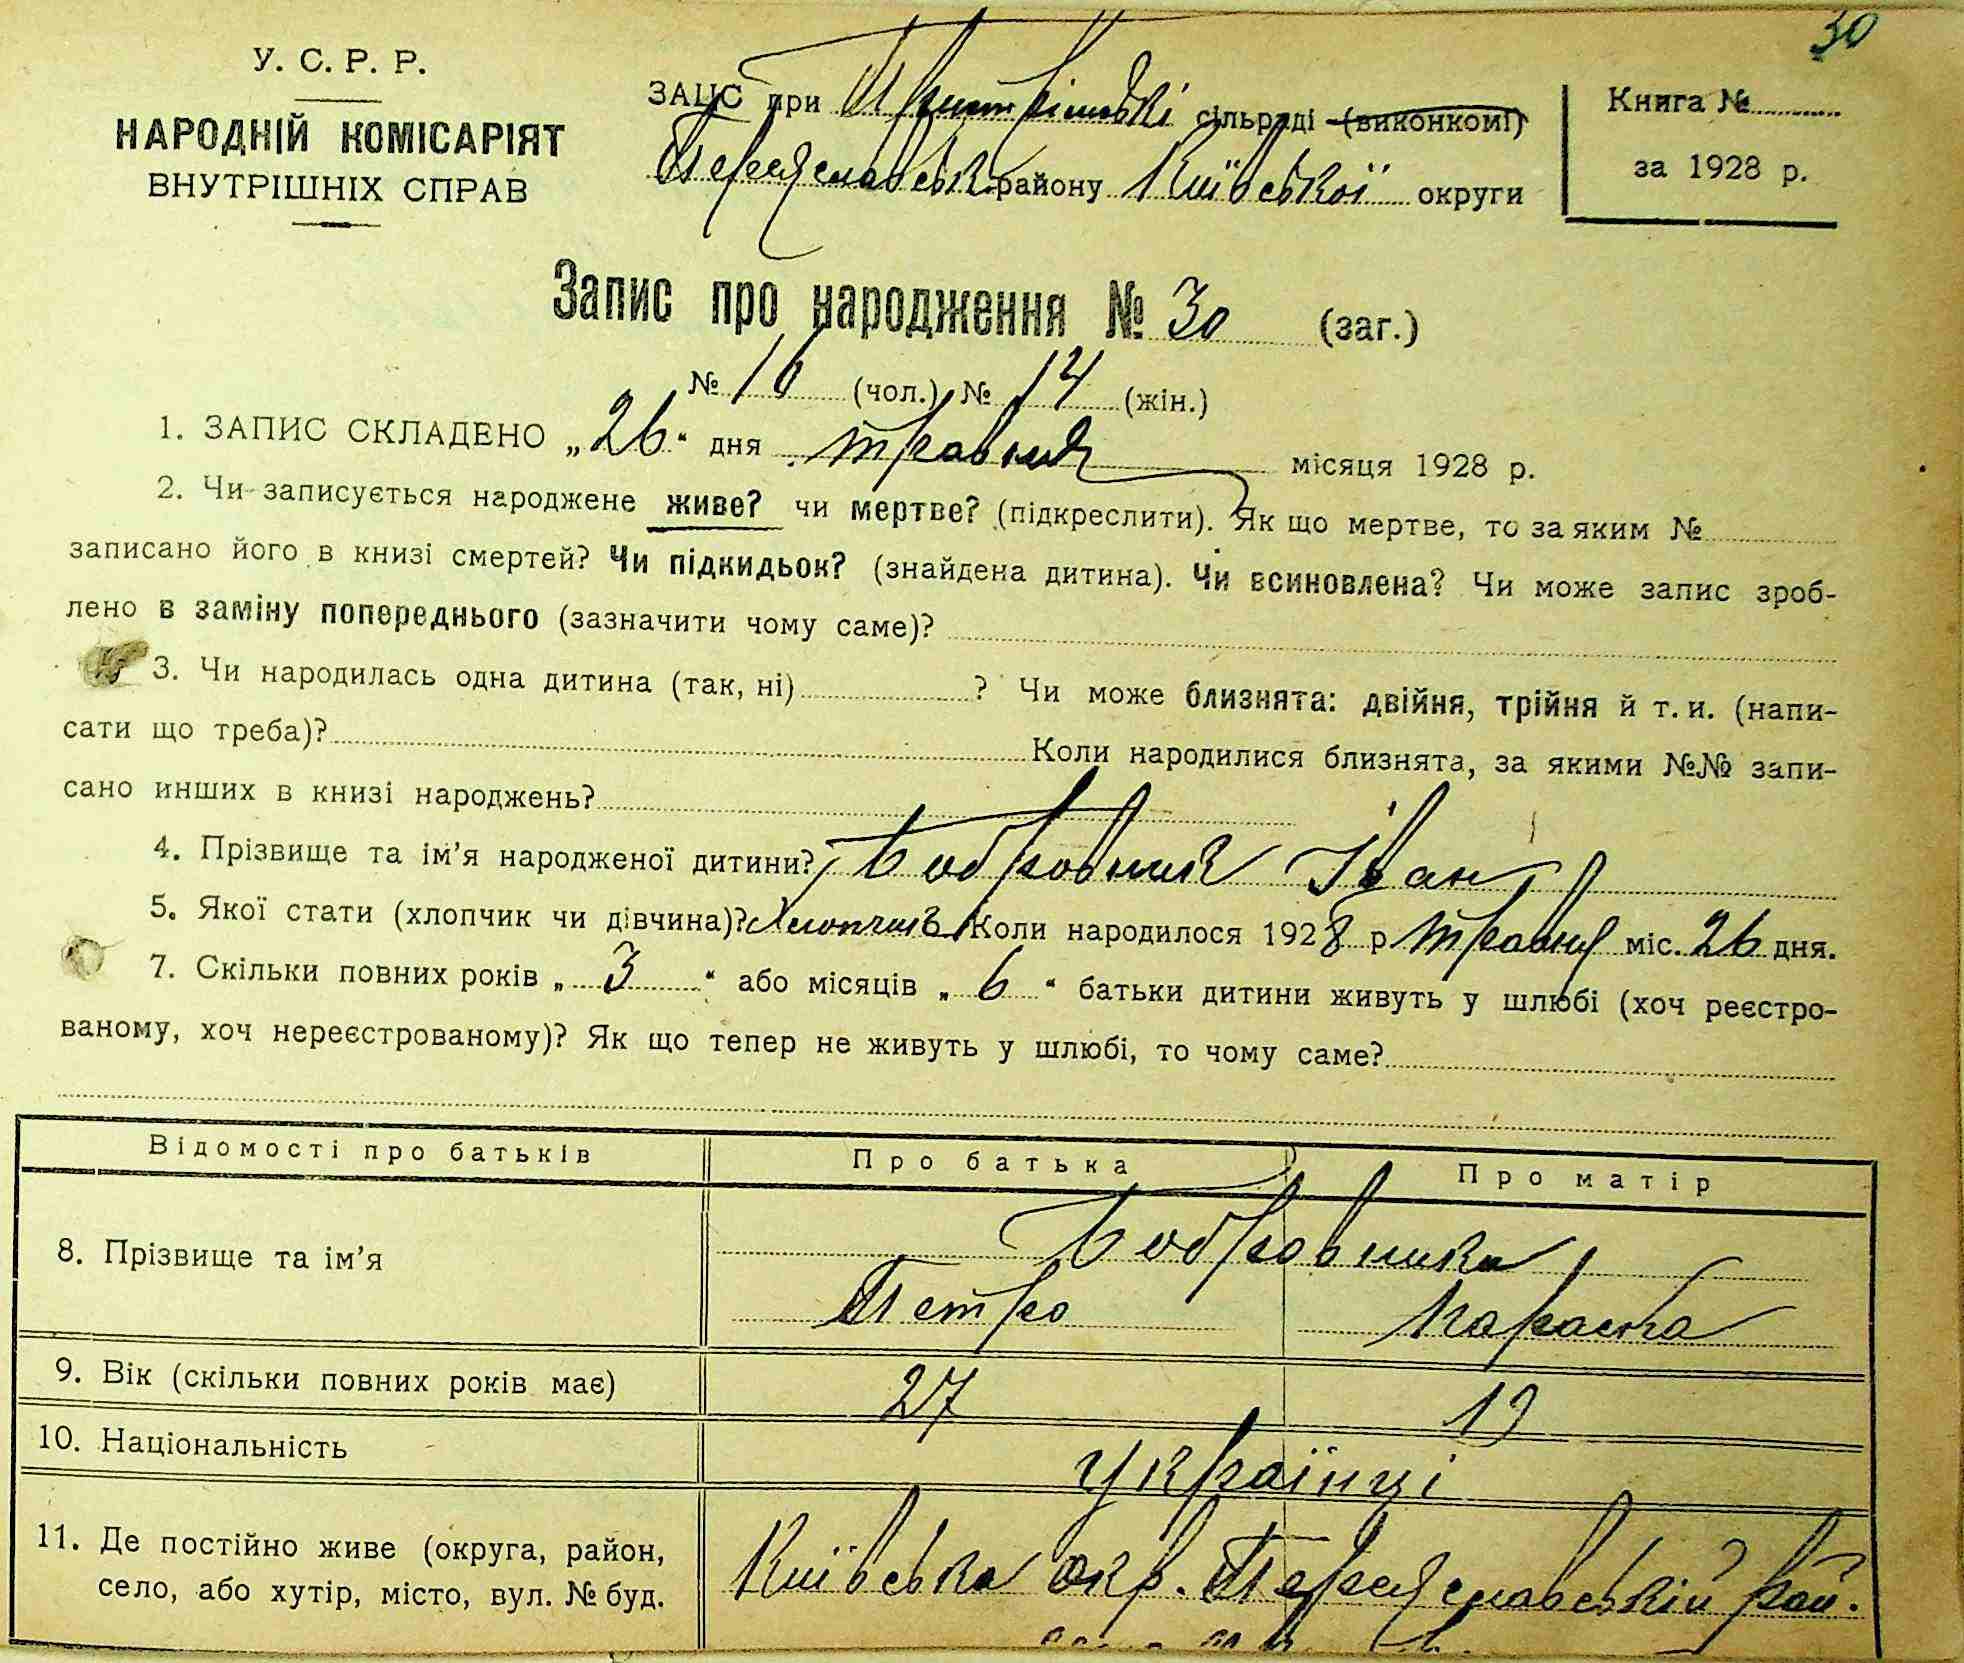 30
У. С. Р. Р.
НАРОДНІЙ КОМІСАРІЯТ
ВНУТРІШНІХ СПРАВ
ЗАЦС при сільраді (виконкомі)
Переяславськ. району Київської округи
Книга №
за 1928 р.
Запис про народження № 30 (заг.)
№ 16 (чол.) № 14 (жін.)
1. ЗАПИС СКЛАДЕНО „26“ дня травня місяця 1928 р.
2. Чи записується народжене живе? чи мертве? (підкреслити). Як що мертве, то за яким №
записано його в книзі смертей? Чи підкидьок? (знайдена дитина). Чи всиновлена? Чи може запис зроб-
лено в заміну попереднього (зазначити чому саме)?
3. Чи народилась одна дитина (так, ні) ? Чи може близнята: двійня, трійня й т. и. (напи-
сати що треба)? Коли народилися близнята, за якими №№ запи-
сано инших в книзі народжень?
4. Прізвище та ім’я народженої дитини? Бобровник Іван
5. Якої стати (хлопчик чи дівчина)? Хлопчик Коли народилося 1928 р травня міс. 26 дня.
7. Скільки повних років „ 3 “ або місяців „ 6 “ батьки дитини живуть у шлюбі (хоч реєстро-
ваному, хоч нереєстрованому)? Як що тепер не живуть у шлюбі, то чому саме?
Відомості про батьків Про батька Про матір
8. Прізвище та ім’я Бобровника
Петро Параска
9. Вік (скільки повних років має) 27 19
10. Національність Українці
11. Де постійно живе (округа, район,
село, або хутір, місто, вул. № буд.
Київська окр. Переяславській рай.